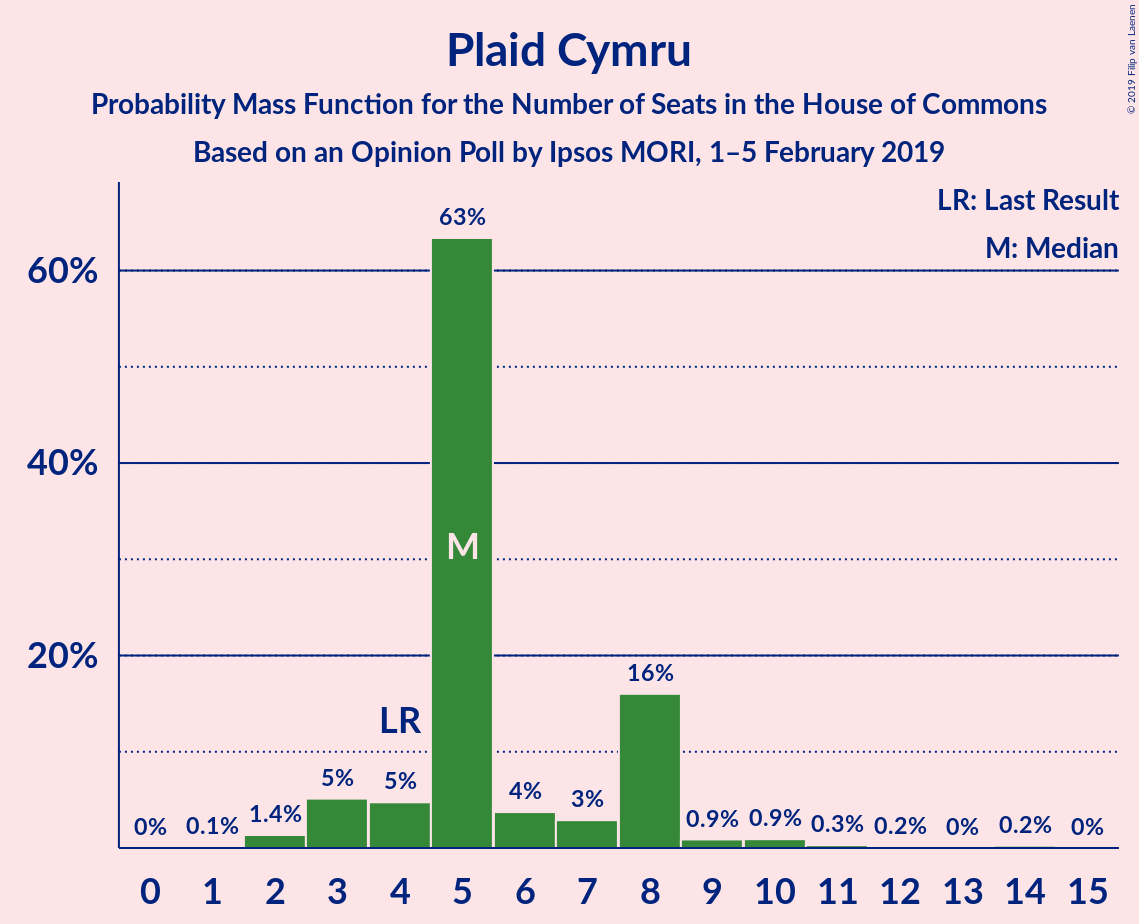 Plaid Cymru
Probability Mass Function for the Number of Seats in the House of Commons
Based on an Opinion Poll by Ipsos MORI, 1–5 February 2019
© 2019 Filip van Laenen
LR: Last Result
M: Median
60%
40%
20%
0% 0.1% 1.4% 5% 5% 63% 4% 3% 16% 0.9% 0.9% 0.3% 0.2% 0% 0.2% 0%
LR
M
0 1 2 3 4 5 6 7 8 9 10 11 12 13 14 15